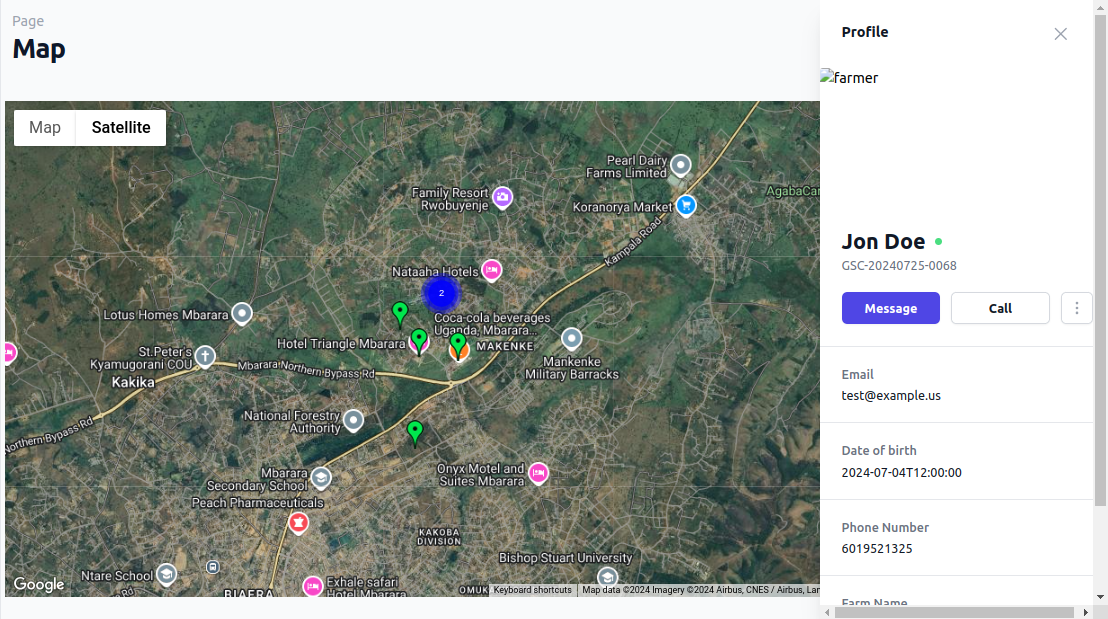 Page
Map
Map
Satellite
Pearl Dairy
Farms Limited
AgabaCar
Family Resort
Rwobuyenje
Koranorya Market
Kampala Road
Nataaha Hotels
2
Coca-cola beverages
Uganda, Mbarara...
Lotus Homes Mbarara
Hotel Triangle Mbarara
MAKENKE
St.Peter's
Kyamugorani COU
Mankenke
Military Barracks
Mbarara Northern Bypass Rd
Kakika
Northern Bypass Rd
National Forestry
Authority
Mbarara
Secondary School
Onyx Motel and
Suites Mbarara
Peach Pharmaceuticals
KAKOBA
DIVISION
Bishop Stuart University
Ntare School
Exhale safari
Hotel Mbarara
BIAFRA
OMUK
Rd
Google
Keyboard shortcuts
Map data ©2024 Imagery ©2024 Airbus, CNES / Airbus, Lan
Profile
farmer
Jon Doe
GSC-20240725-0068
Message
Call
Email
test@example.us
Date of birth
2024-07-04T12:00:00
Phone Number
6019521325
Farm Name